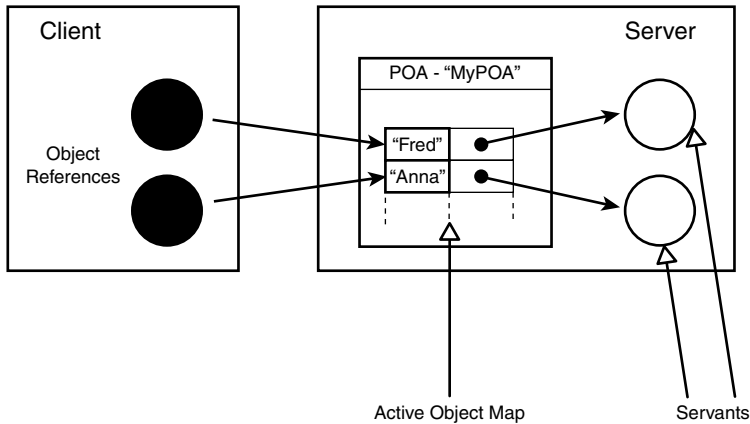 Client
Server
POA - “MyPOA”
“Fred”
“Anna”
Object
References
Active Object Map
Servants